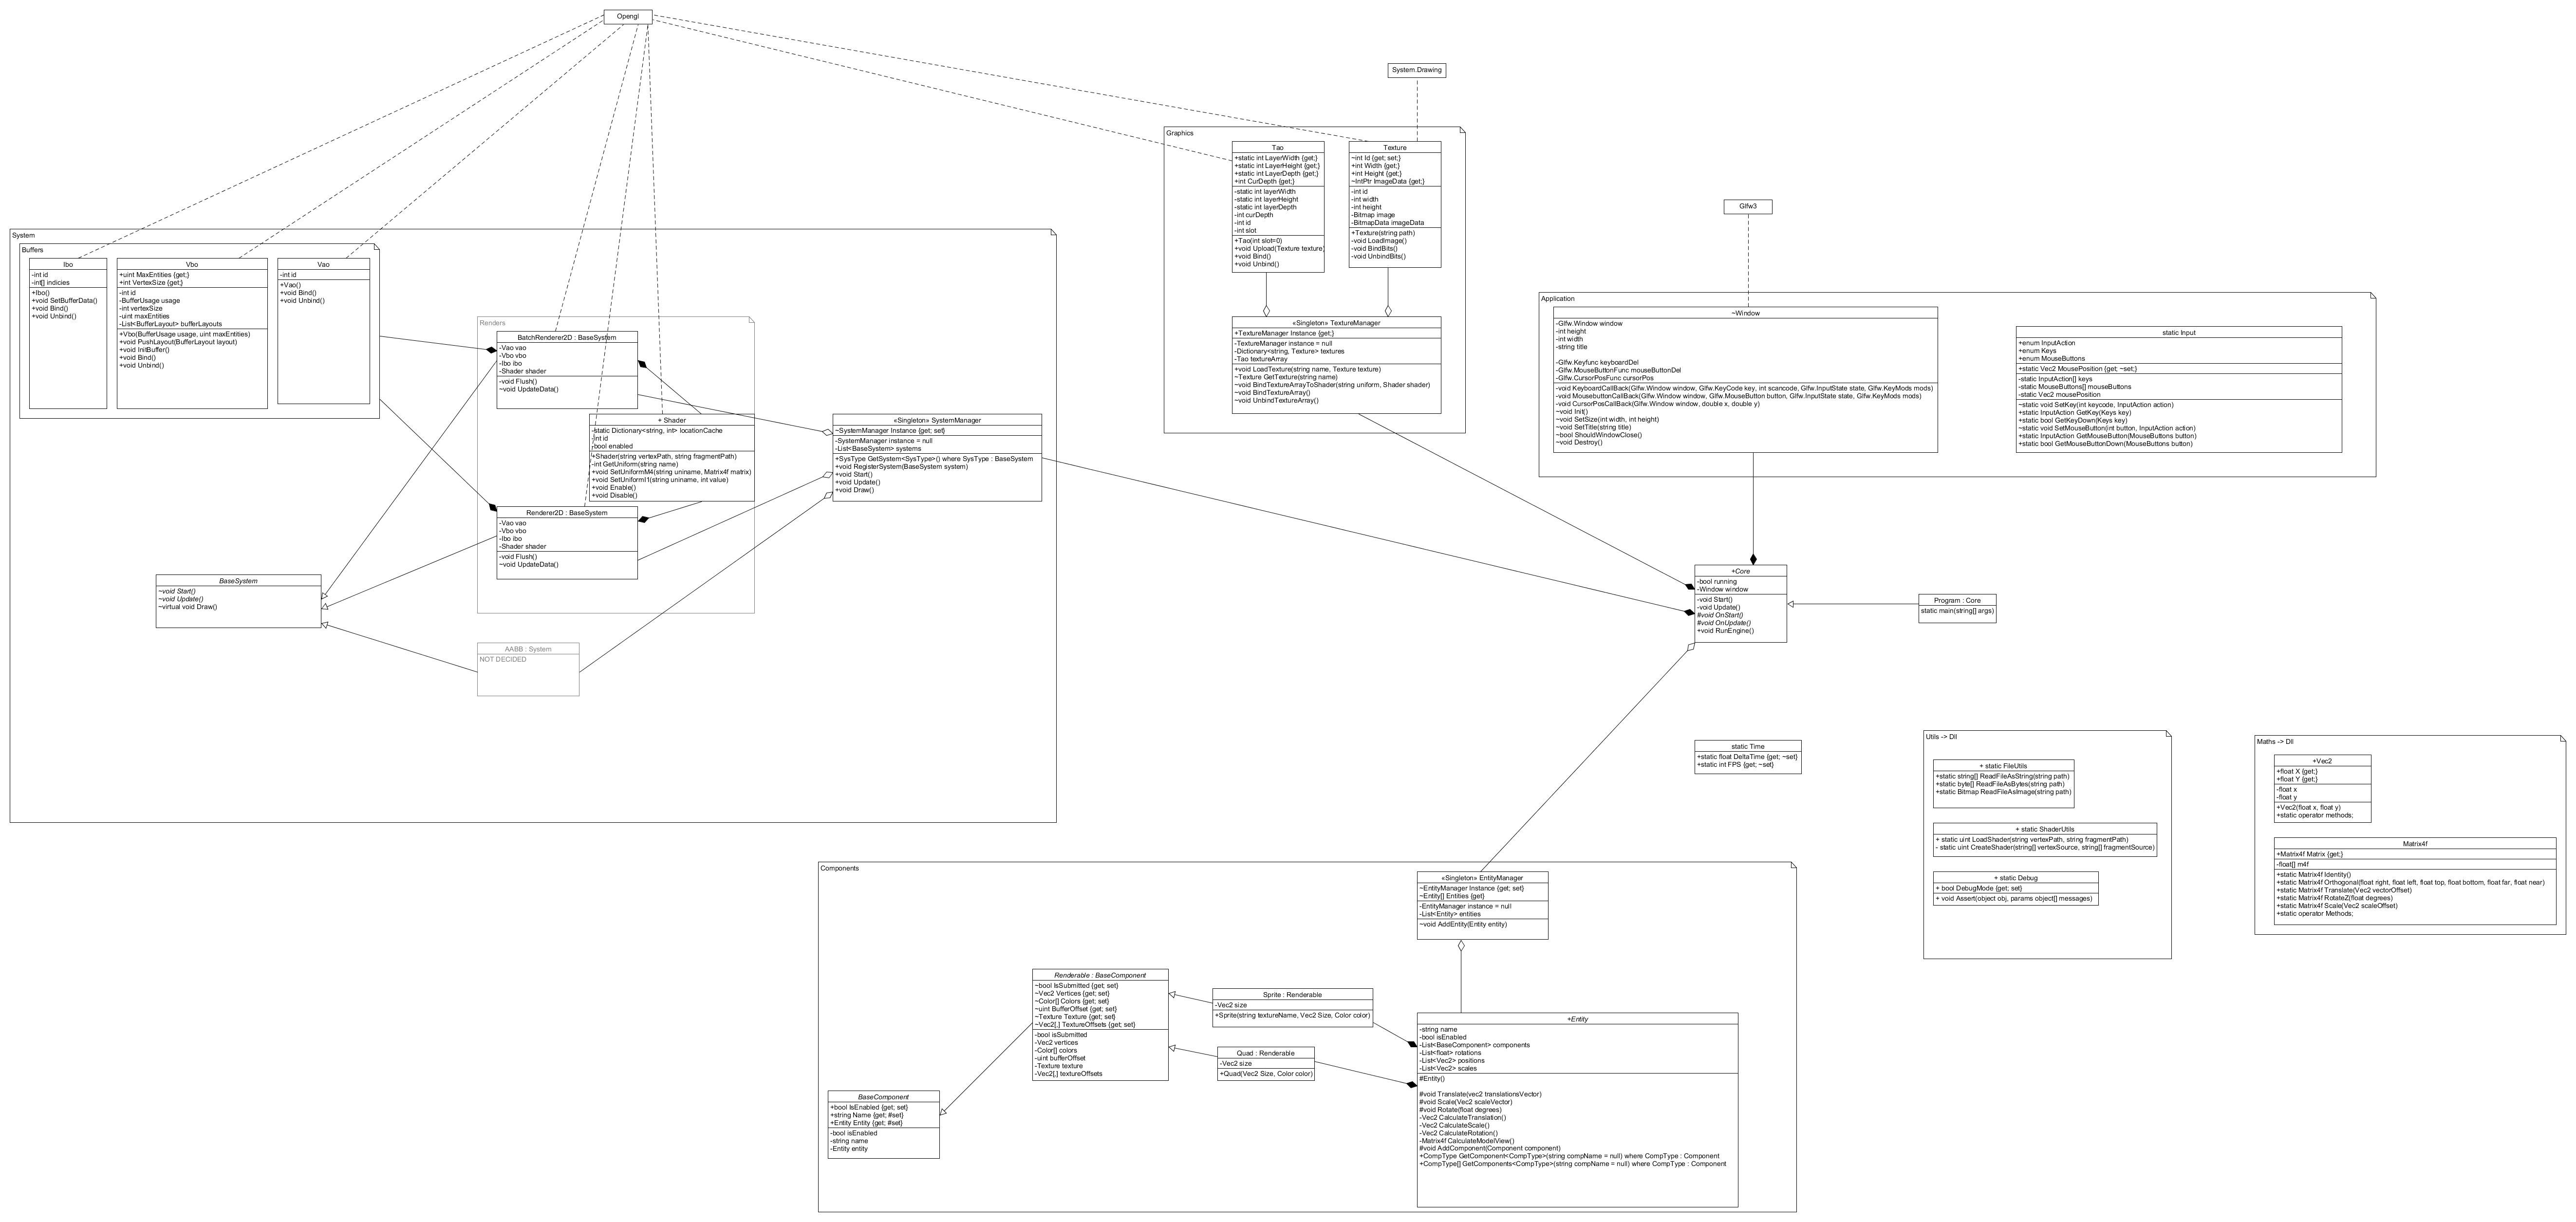 Opengl
System.Drawing
Graphics
Tao
+static int LayerWidth {get;}
+static int LayerHeight {get;}
+static int LayerDepth {get;}
+int CurDepth {get;}
-static int layerWidth
-static int layerHeight
-static int layerDepth
-int curDepth
-int id
-int slot
+Tao(int slot=0)
+void Upload(Texture texture)
+void Bind()
+void Unbind()
Texture
~int Id {get; set;}
+int Width {get;}
+int Height {get;}
~IntPtr ImageData {get;}
-int id
-int width
-int height
-Bitmap image
-BitmapData imageData
+Texture(string path)
-void LoadImage()
-void BindBits()
-void UnbindBits()
«Singleton» TextureManager
+TextureManager Instance {get;}
-TextureManager instance = null
-Dictionary<string, Texture> textures
-Tao textureArray
+void LoadTexture(string name, Texture texture)
~Texture GetTexture(string name)
~void BindTextureArrayToShader(string uniform, Shader shader)
~void BindTextureArray()
~void UnbindTextureArray()
Glfw3
Application
~Window
-Glfw.Window window
-int height
-int width
-string title
-Glfw.Keyfunc keyboardDel
-Glfw.MouseButtonFunc mouseButtonDel
-Glfw.CursorPosFunc cursorPos
-void KeyboardCallBack(Glfw.Window window, Glfw.KeyCode key, int scancode, Glfw.InputState state, Glfw.KeyMods mods)
-void MousebuttonCallBack(Glfw.Window window, Glfw.MouseButton button, Glfw.InputState state, Glfw.KeyMods mods)
-void CursorPosCallBack(Glfw.Window window, double x, double y)
~void Init()
~void SetSize(int width, int height)
~void SetTitle(string title)
~bool ShouldWindowClose()
~void Destroy()
static Input
+enum InputAction
+enum Keys
+enum MouseButtons
+static Vec2 MousePosition {get; ~set;}
-static InputAction[] keys
-static MouseButtons[] mouseButtons
-static Vec2 mousePosition
~static void SetKey(int keycode, InputAction action)
+static InputAction GetKey(Keys key)
+static bool GetKeyDown(Keys key)
~static void SetMouseButton(int button, InputAction action)
+static InputAction GetMouseButton(MouseButtons button)
+static bool GetMouseButtonDown(MouseButtons button)
System
Buffers
Ibo
-int id
-int[] indicies
+Ibo()
+void SetBufferData()
+void Bind()
+void Unbind()
Vbo
+uint MaxEntities {get;}
+int VertexSize {get;}
-int id
-BufferUsage usage
-int vertexSize
-uint maxEntities
-List<BufferLayout> bufferLayouts
+Vbo(BufferUsage usage, uint maxEntities)
+void PushLayout(BufferLayout layout)
+void InitBuffer()
+void Bind()
+void Unbind()
Vao
-int id
+Vao()
+void Bind()
+void Unbind()
Renders
BatchRenderer2D : BaseSystem
-Vao vao
-Vbo vbo
-Ibo ibo
-Shader shader
-void Flush()
~void UpdateData()
+ Shader
-static Dictionary<string, int> locationCache
-int id
-bool enabled
+Shader(string vertexPath, string fragmentPath)
-int GetUniform(string name)
+void SetUniformM4(string uniname, Matrix4f matrix)
+void SetUniformI1(string uniname, int value)
+void Enable()
+void Disable()
Renderer2D : BaseSystem
-Vao vao
-Vbo vbo
-Ibo ibo
-Shader shader
-void Flush()
~void UpdateData()
«Singleton» SystemManager
~SystemManager Instance {get; set}
-SystemManager instance = null
-List<BaseSystem> systems
+SysType GetSystem<SysType>() where SysType : BaseSystem
+void RegisterSystem(BaseSystem system)
+void Start()
+void Update()
+void Draw()
BaseSystem
~void Start()
~void Update()
~virtual void Draw()
AABB : System
NOT DECIDED
+Core
-bool running
-Window window
-void Start()
-void Update()
#void OnStart()
#void OnUpdate()
+void RunEngine()
Program : Core
static main(string[] args)
static Time
+static float DeltaTime {get; ~set}
+static int FPS {get; ~set}
Utils -> Dll
+ static FileUtils
+static string[] ReadFileAsString(string path)
+static byte[] ReadFileAsBytes(string path)
+static Bitmap ReadFileAsImage(string path)
+ static ShaderUtils
+ static uint LoadShader(string vertexPath, string fragmentPath)
- static uint CreateShader(string[] vertexSource, string[] fragmentSource)
+ static Debug
+ bool DebugMode {get; set}
+ void Assert(object obj, params object[] messages)
Maths -> Dll
+Vec2
+float X {get;}
+float Y {get;}
-float x
-float y
+Vec2(float x, float y)
+static operator methods;
Matrix4f
+Matrix4f Matrix {get;}
-float[] m4f
+static Matrix4f Identity()
+static Matrix4f Orthogonal(float right, float left, float top, float bottom, float far, float near)
+static Matrix4f Translate(Vec2 vectorOffset)
+static Matrix4f RotateZ(float degrees)
+static Matrix4f Scale(Vec2 scaleOffset)
+static operator Methods;
Components
«Singleton» EntityManager
~EntityManager Instance {get; set}
~Entity[] Entities {get}
-EntityManager instance = null
-List<Entity> entities
~void AddEntity(Entity entity)
Renderable : BaseComponent
~bool IsSubmitted {get; set}
~Vec2 Vertices {get; set}
~Color[] Colors {get; set}
~uint BufferOffset {get; set}
~Texture Texture {get; set}
~Vec2[,] TextureOffsets {get; set}
-bool isSubmitted
-Vec2 vertices
-Color[] colors
-uint bufferOffset
-Texture texture
-Vec2[,] textureOffsets
Sprite : Renderable
-Vec2 size
+Sprite(string textureName, Vec2 Size, Color color)
Quad : Renderable
-Vec2 size
+Quad(Vec2 Size, Color color)
BaseComponent
+bool IsEnabled {get; set}
+string Name {get; #set}
+Entity Entity {get; #set}
-bool isEnabled
-string name
-Entity entity
+Entity
-string name
-bool isEnabled
-List<BaseComponent> components
-List<float> rotations
-List<Vec2> positions
-List<Vec2> scales
#Entity()
#void Translate(vec2 translationsVector)
#void Scale(Vec2 scaleVector)
#void Rotate(float degrees)
-Vec2 CalculateTranslation()
-Vec2 CalculateScale()
-Vec2 CalculateRotation()
-Matrix4f CalculateModelView()
#void AddComponent(Component component)
+CompType GetComponent<CompType>(string compName = null) where CompType : Component
+CompType[] GetComponents<CompType>(string compName = null) where CompType : Component